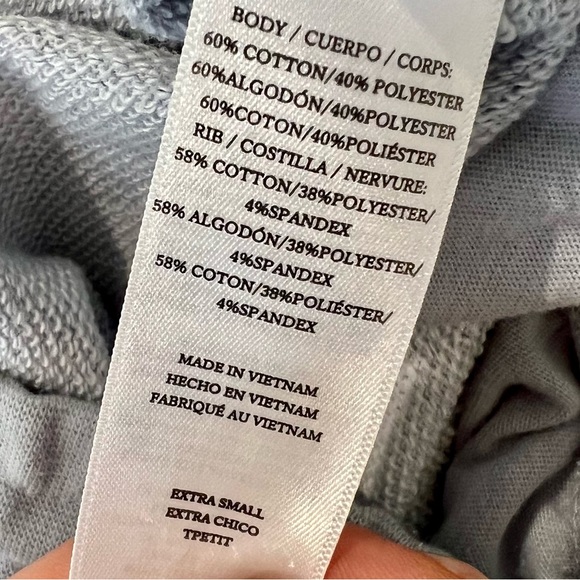 BODY / CUERPO / CORPS:
60% COTTON/40% POLYESTER
60%ALGODÓN/40%POLYESTER
60%COTON/40%POLIÉSTER
RIB / COSTILLA / NERVURE:
58% COTTON/38%POLYESTER/
4%SPANDEX
58% ALGODÓN/38%POLYESTER/
4%SPANDEX
58% COTON/38%POLIÉSTER/
4%SPANDEX
MADE IN VIETNAM
HECHO EN VIETNAM
FABRIQUÉ AU VIETNAM
EXTRA SMALL
EXTRA CHICO
TPETIT